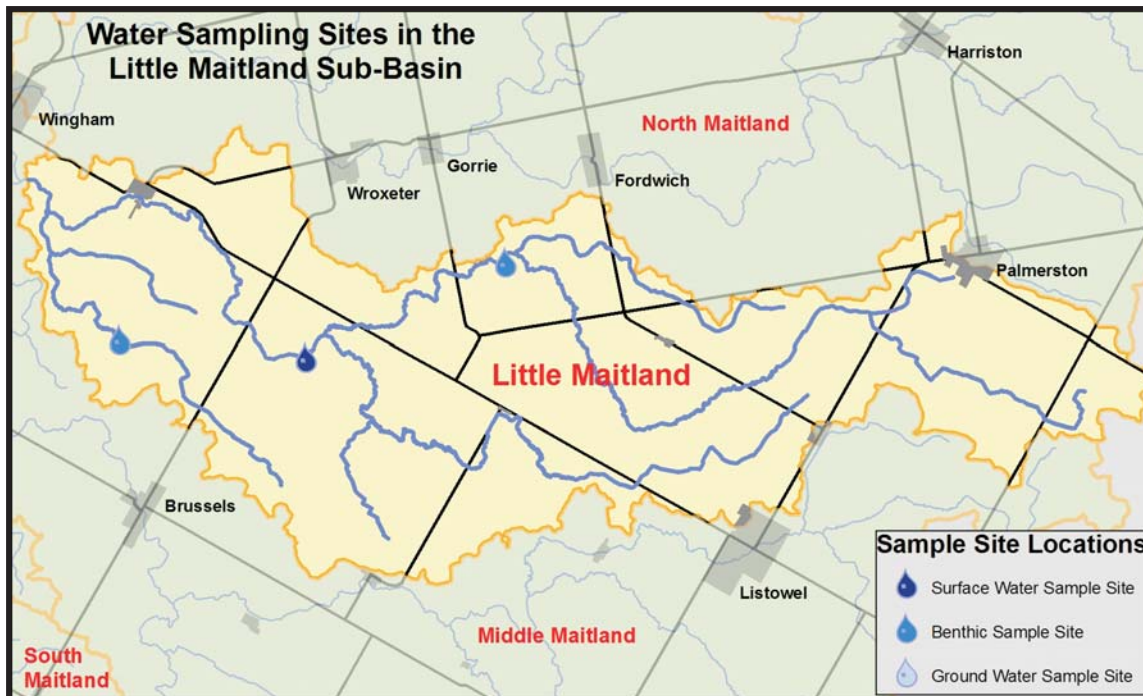 Water Sampling Sites in the
Little Maitland Sub-Basin
Harriston
Wingham
North Maitland
Gorrie
Wroxeter
Fordwich
Palmerston
Little Maitland
Brussels
Listowel
Middle Maitland
South
Maitland
Sample Site Locations
Surface Water Sample Site
Benthic Sample Site
Ground Water Sample Site